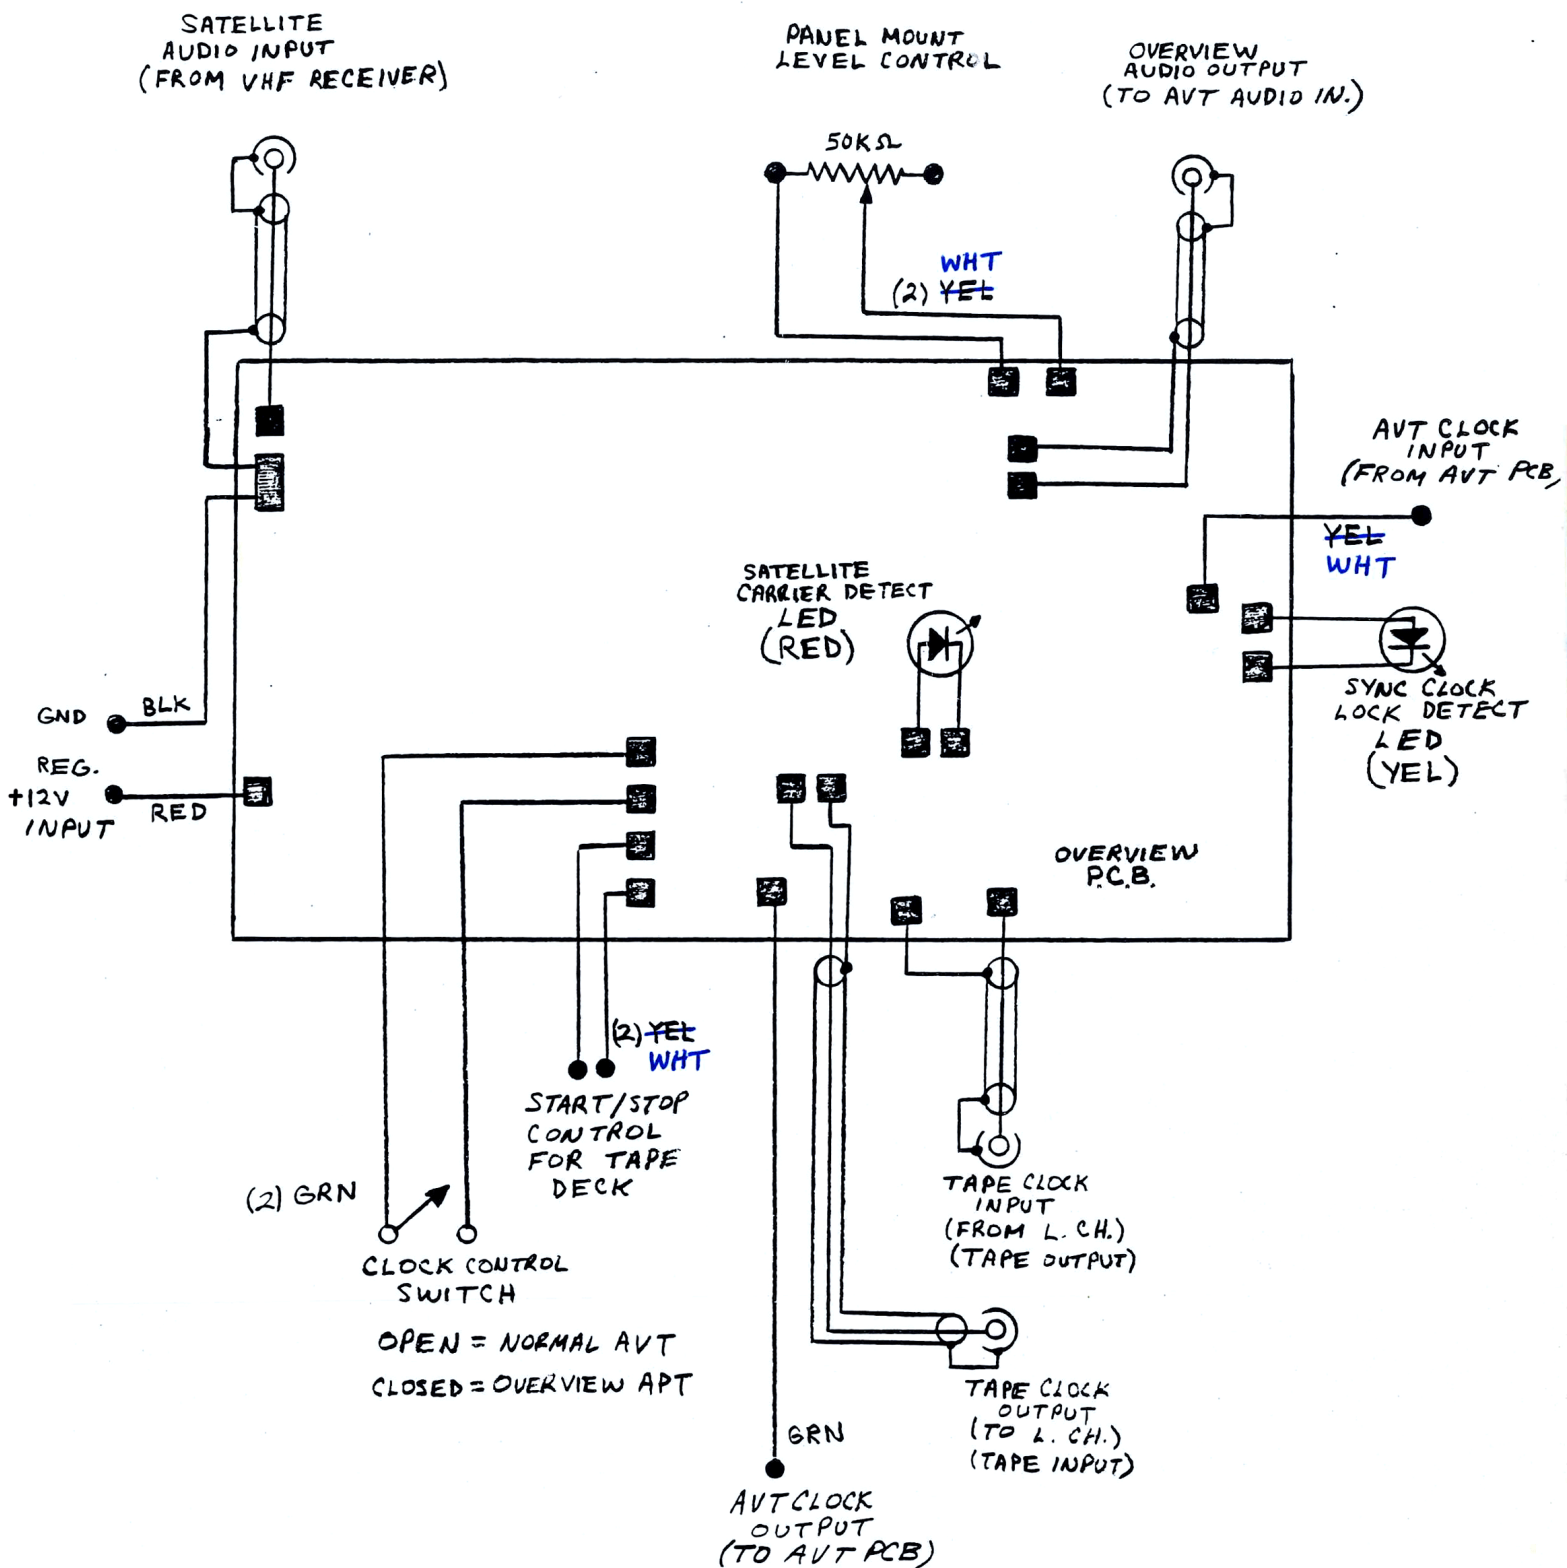 SATELLITE
AUDIO INPUT
(FROM VHF RECEIVER)
PANEL MOUNT
LEVEL CONTROL
OVERVIEW
AUDIO OUTPUT
(TO AVT AUDIO IN.)
50KΩ
WHT
(2) YEL
AVT CLOCK
INPUT
(FROM AVT PCB,
YEL
WHT
SATELLITE
CARRIER DETECT
LED
(RED)
SYNC CLOCK
LOCK DETECT
LED
(YEL)
GND
BLK
REG.
+12V
INPUT
RED
OVERVIEW
P.C.B.
(2) YEL
WHT
START/STOP
CONTROL
FOR TAPE
DECK
(2) GRN
CLOCK CONTROL
SWITCH
OPEN = NORMAL AVT
CLOSED = OVERVIEW APT
TAPE CLOCK
INPUT
(FROM L. CH.)
(TAPE OUTPUT)
TAPE CLOCK
OUTPUT
(TO L. CH.)
(TAPE INPUT)
GRN
AVT CLOCK
OUTPUT
(TO AVT PCB)